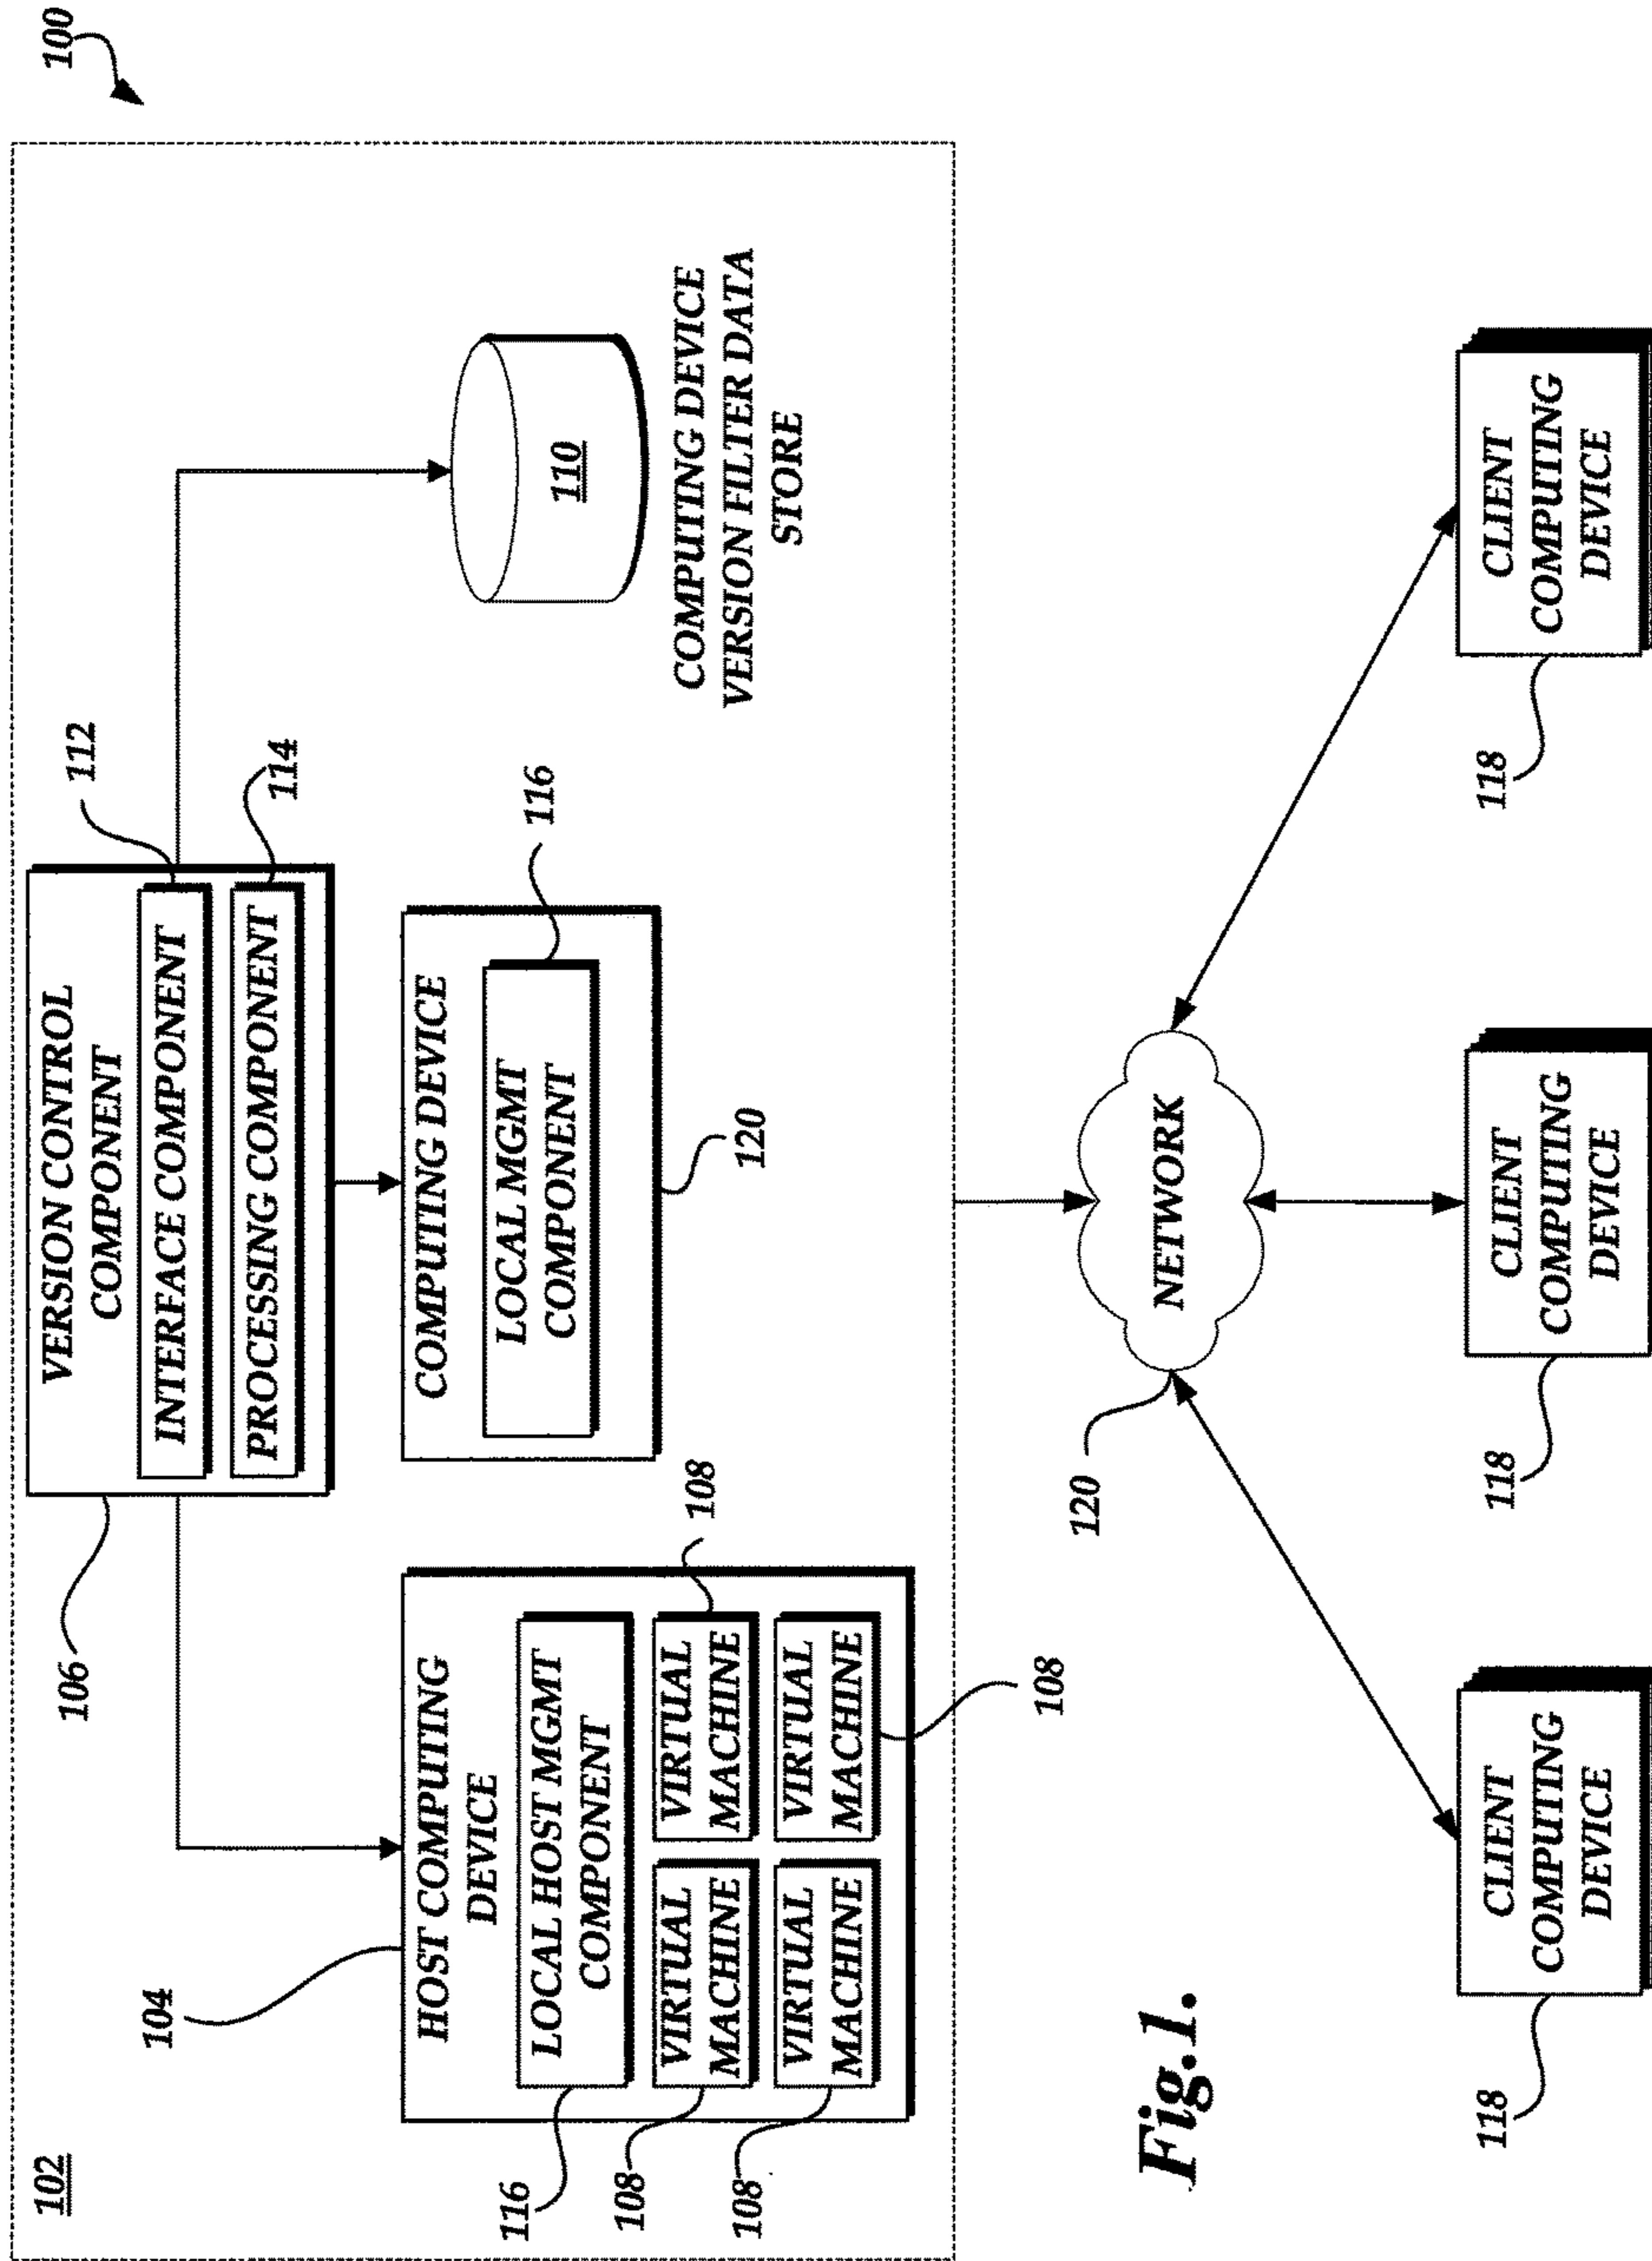 100
102
VERSION CONTROL
COMPONENT
INTERFACE COMPONENT
PROCESSING COMPONENT
106
112
114
104
HOST COMPUTING
DEVICE
LOCAL HOST MGMT
COMPONENT
VIRTUAL
MACHINE
VIRTUAL
MACHINE
VIRTUAL
MACHINE
VIRTUAL
MACHINE
116
108
108
108
108
COMPUTING DEVICE
LOCAL MGMT
COMPONENT
116
120
110
COMPUTING DEVICE
VERSION FILTER DATA
STORE
NETWORK
120
CLIENT
COMPUTING
DEVICE
118
CLIENT
COMPUTING
DEVICE
118
CLIENT
COMPUTING
DEVICE
118
Fig.1.